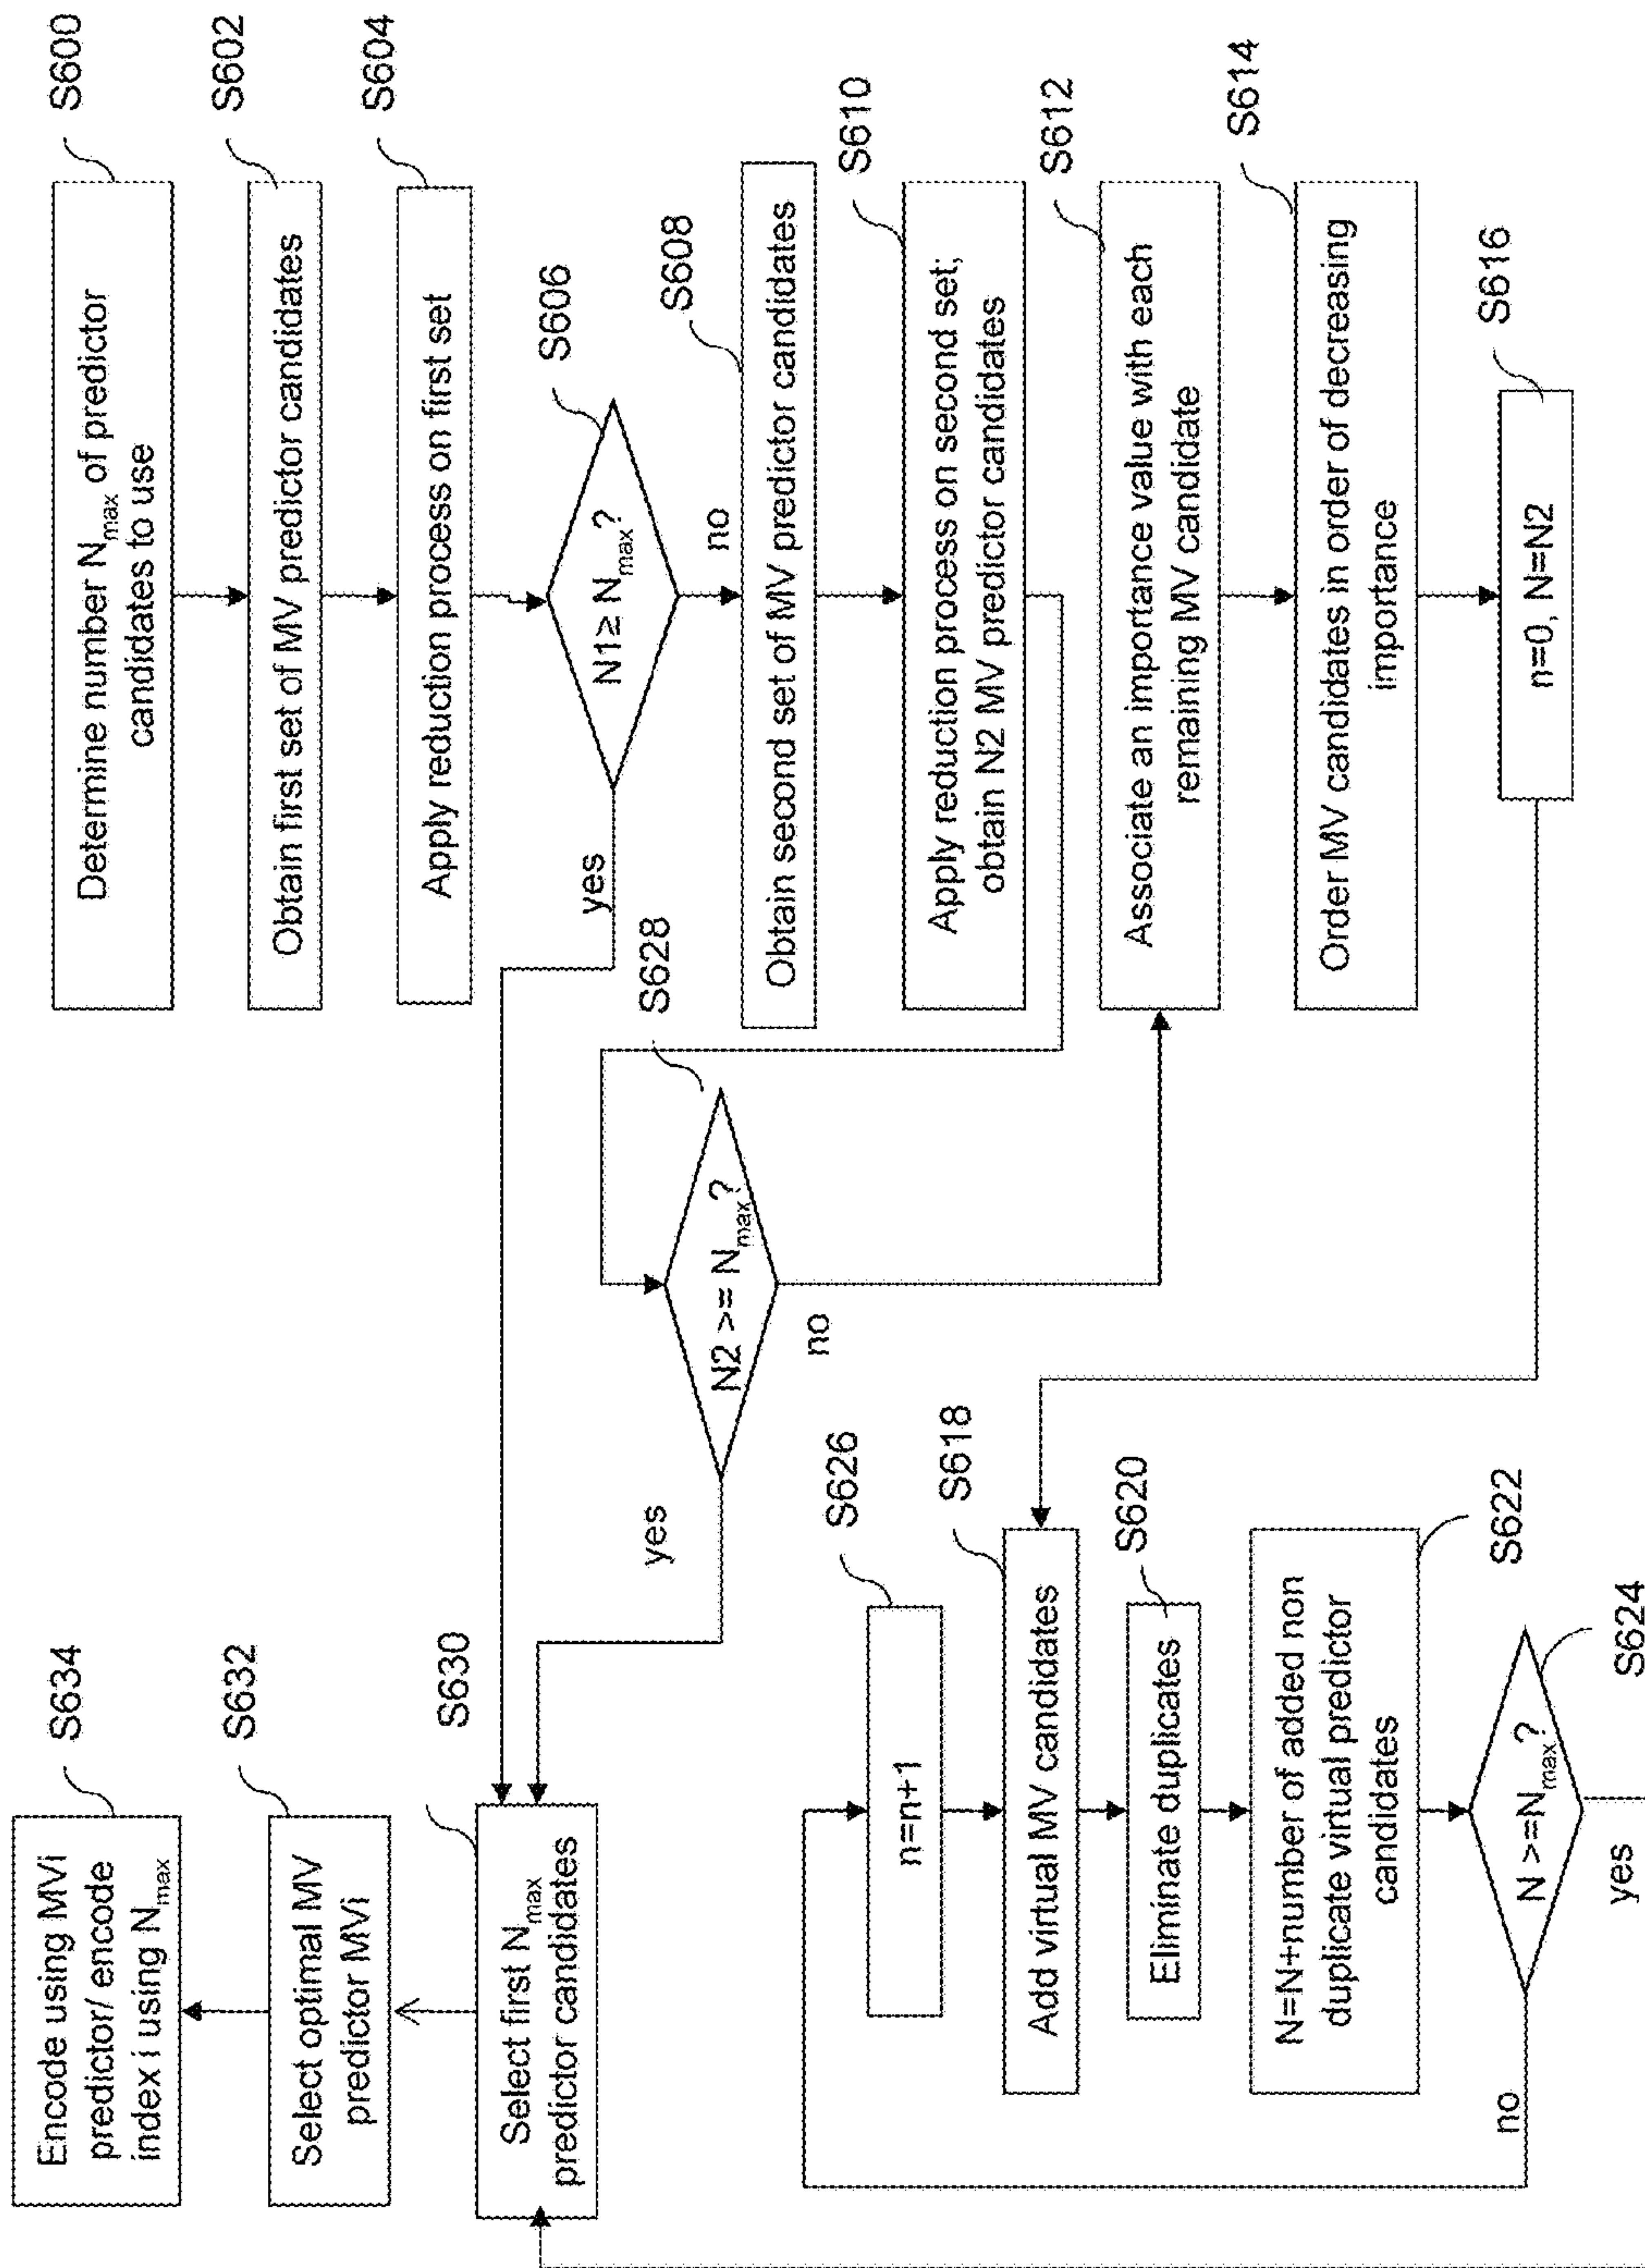 Determine number Nmax of predictor
candidates to use
S600
Obtain first set of MV predictor candidates
S602
Apply reduction process on first set
S604
N1≥ Nmax?
S606
yes
no
Obtain second set of MV predictor candidates
S608
Apply reduction process on second set;
obtain N2 MV predictor candidates
S610
N2 >= Nmax?
S628
yes
no
Associate an importance value with each
remaining MV candidate
S612
Order MV candidates in order of decreasing
importance
S614
n=0, N=N2
S616
n=n+1
S626
Add virtual MV candidates
S618
Eliminate duplicates
S620
N=N+number of added non
duplicate virtual predictor
candidates
S622
N >=Nmax?
S624
no
yes
Select first Nmax
predictor candidates
S630
Select optimal MV
predictor MVi
S632
Encode using MVi
predictor/ encode
index i using Nmax
S634